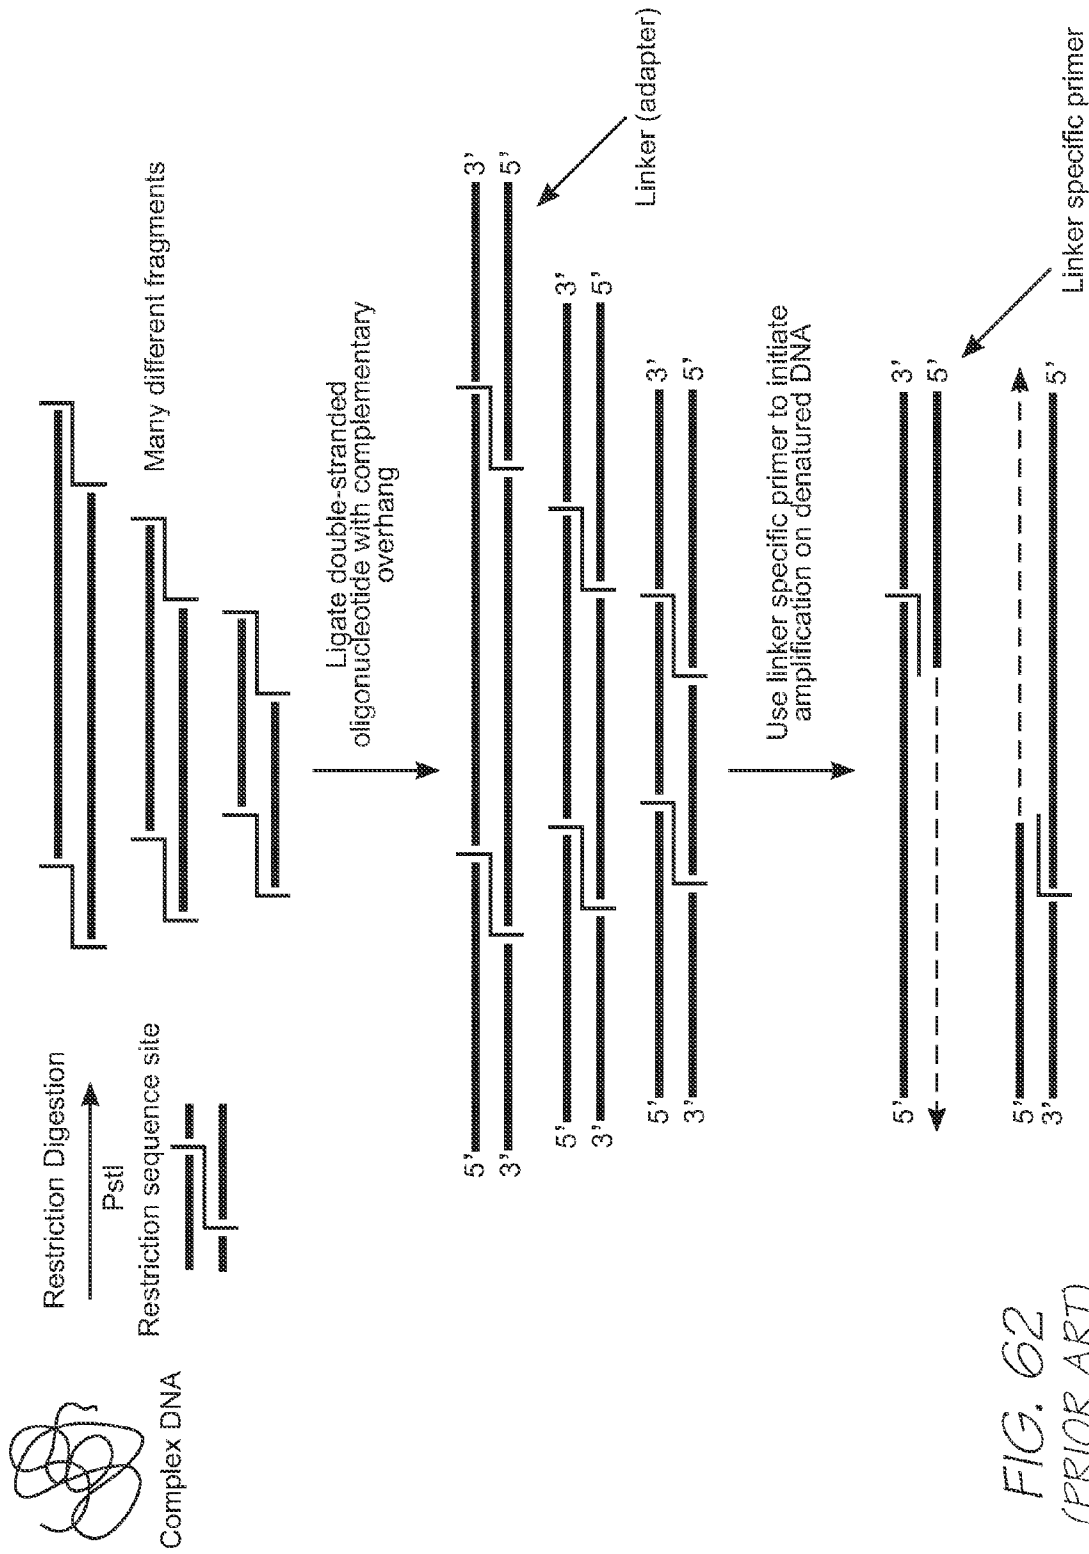 Complex DNA
Restriction Digestion
PstI
Restriction sequence site
Many different fragments
Ligate double-stranded
oligonucleotide with complementary
overhang
5' 3'
3' 5'
Linker (adapter)
5' 3'
3' 5'
5' 3'
3' 5'
Use linker specific primer to initiate
amplification on denatured DNA
5' 3'
5'
Linker specific primer
5'
3' 5'
FIG. 62
(PRIOR ART)